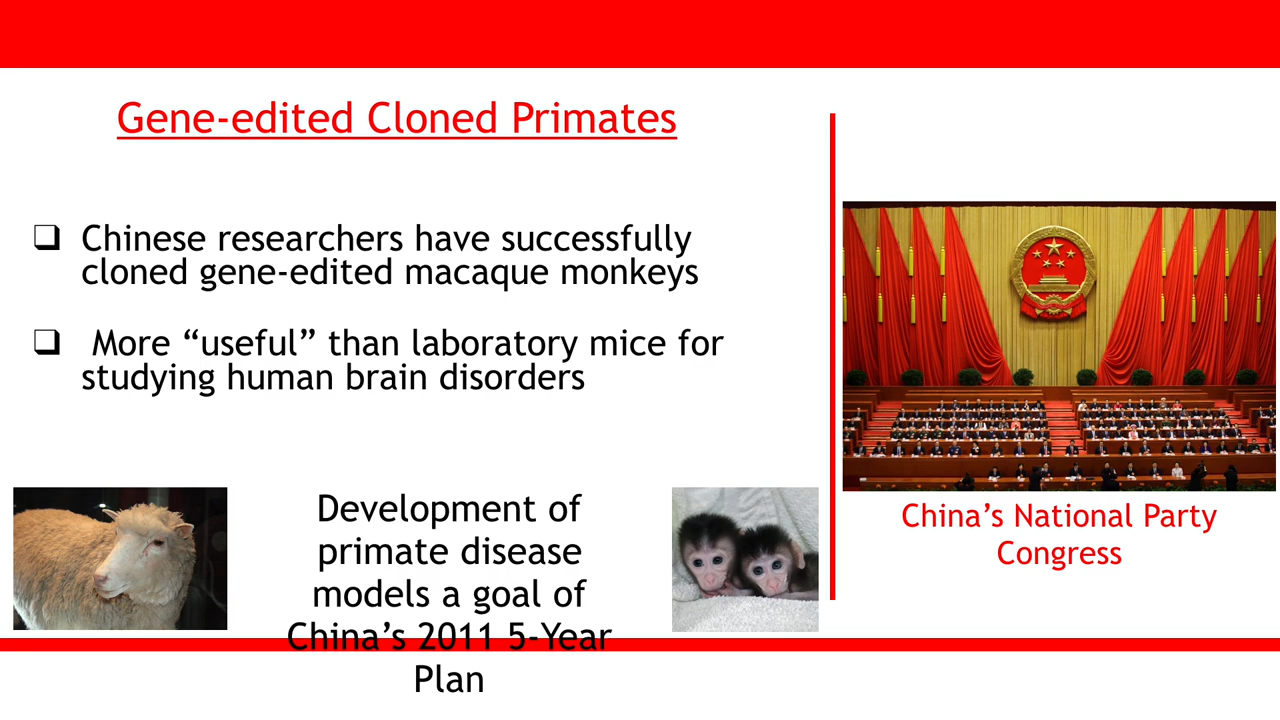 Gene-edited Cloned Primates
❑ Chinese researchers have successfully
cloned gene-edited macaque monkeys
❑ More “useful” than laboratory mice for
studying human brain disorders
Development of
primate disease
models a goal of
China’s 2011 5-Year
Plan
China’s National Party
Congress